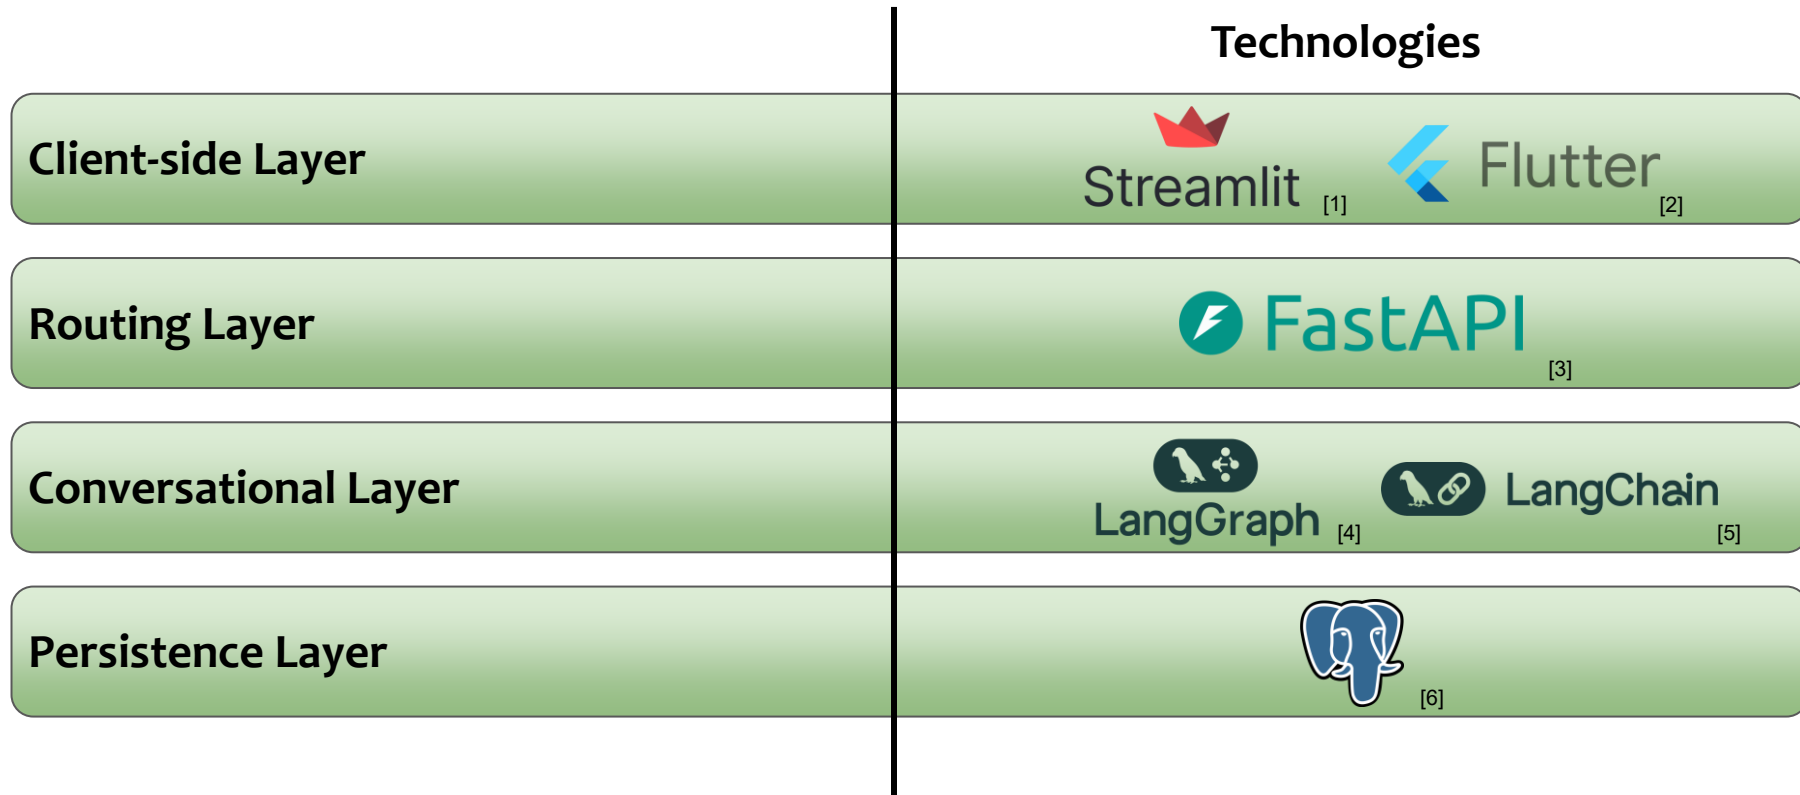 Technologies
Client-side Layer
Streamlit [1]
Flutter [2]
Routing Layer
FastAPI [3]
Conversational Layer
LangGraph [4]
LangChain [5]
Persistence Layer
[6]